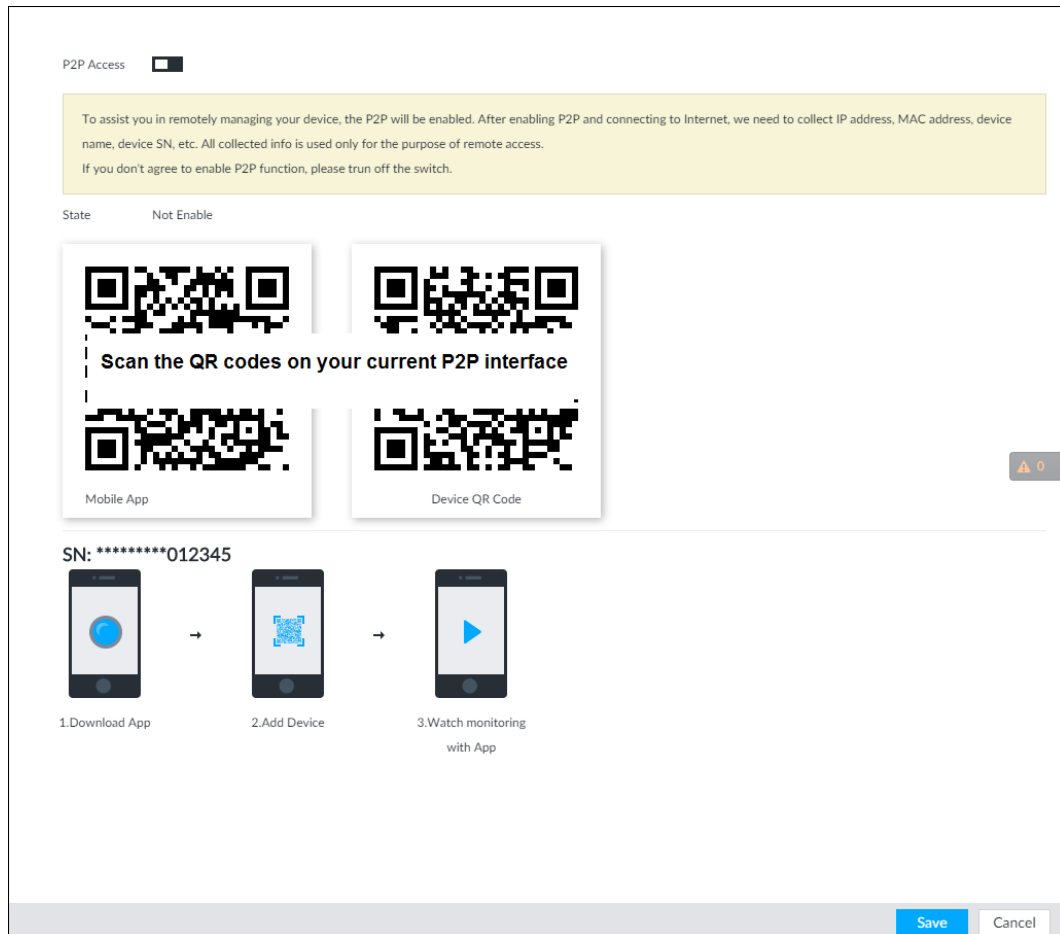 P2P Access
To assist you in remotely managing your device, the P2P will be enabled. After enabling P2P and connecting to Internet, we need to collect IP address, MAC address, device
name, device SN, etc. All collected info is used only for the purpose of remote access.
If you don't agree to enable P2P function, please trun off the switch.
State Not Enable
Scan the QR codes on your current P2P interface
Mobile App Device QR Code
0
SN: *********012345
1.Download App 2.Add Device 3.Watch monitoring
with App
Save Cancel